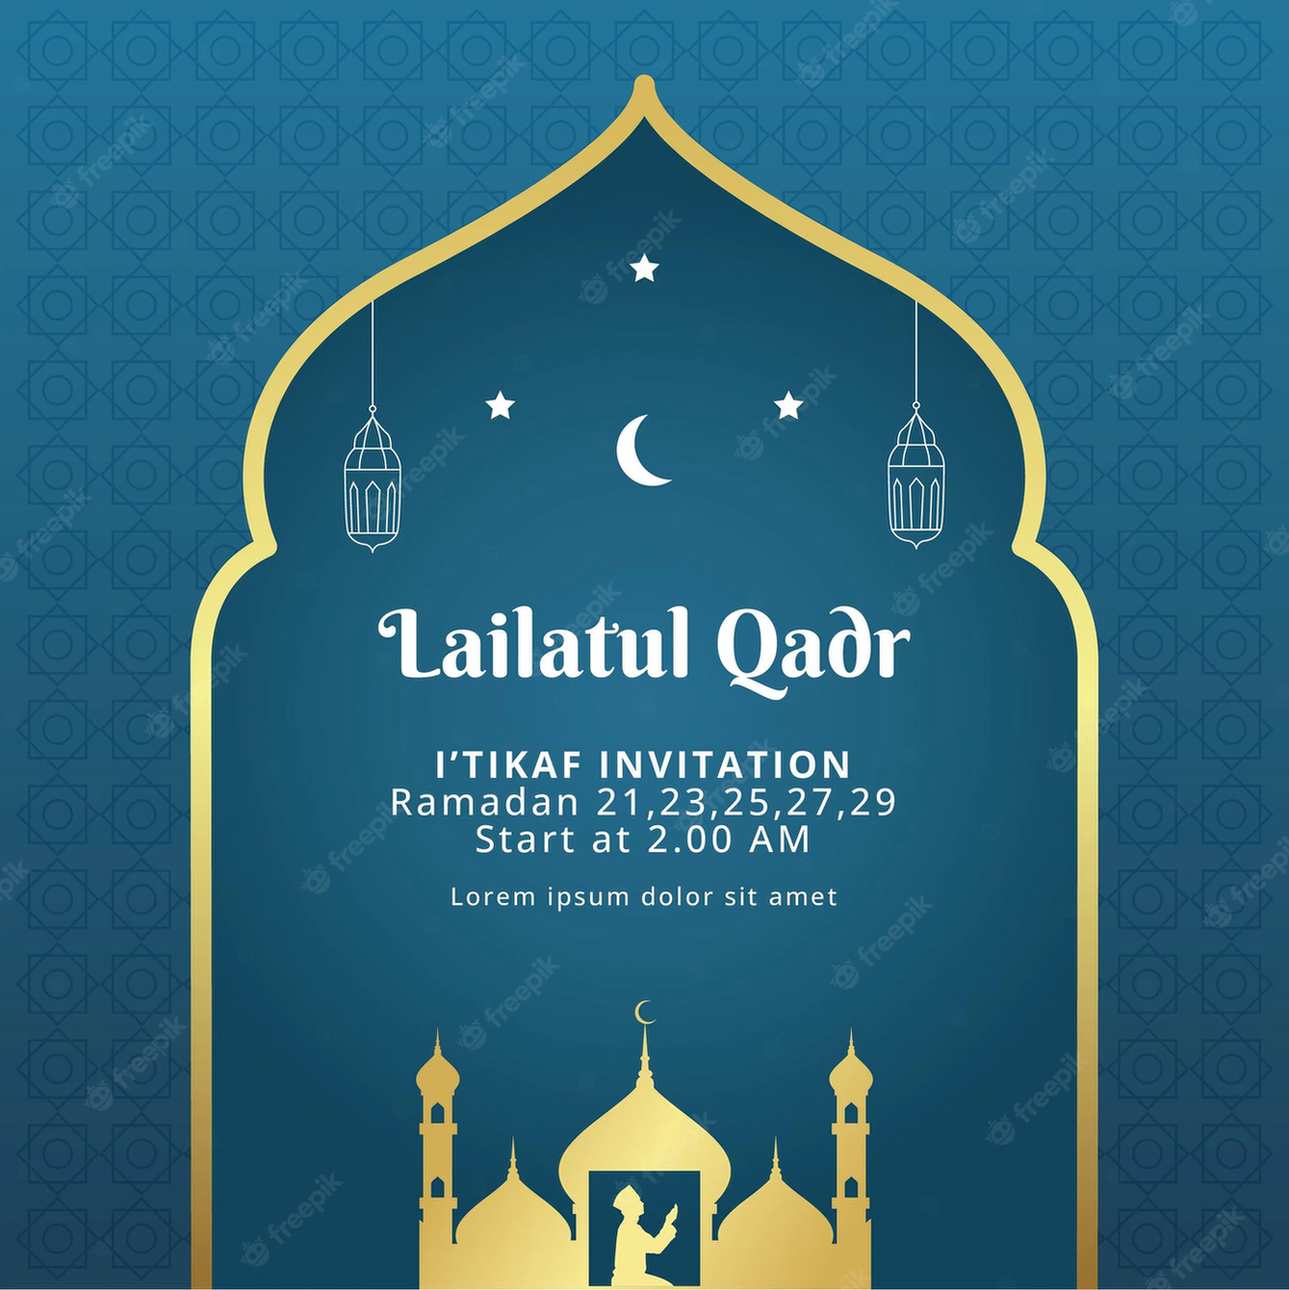 Lailatul Qadr
I’TIKAF INVITATION
Ramadan 21,23,25,27,29
Start at 2.00 AM
Lorem ipsum dolor sit amet
freepik